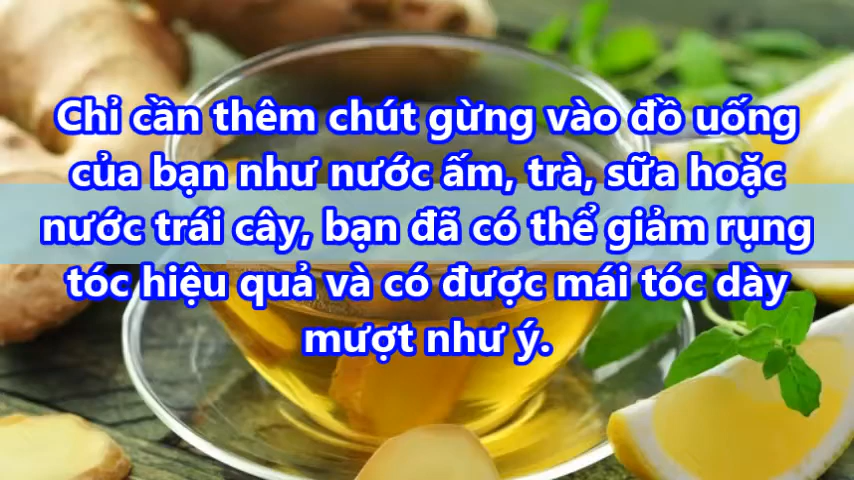 Chỉ cần thêm chút gừng vào đồ uống
của bạn như nước ấm, trà, sữa hoặc
nước trái cây, bạn đã có thể giảm rụng
tóc hiệu quả và có được mái tóc dày
mượt như ý.